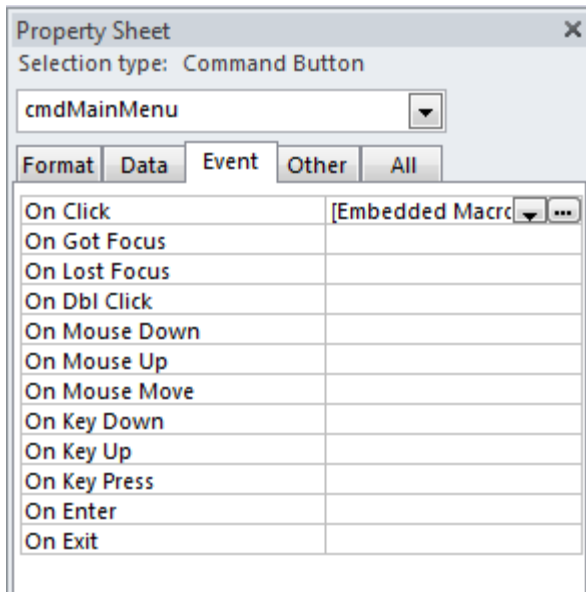 Property Sheet
Selection type: Command Button
cmdMainMenu
Format Data Event Other All
On Click [Embedded Macro
On Got Focus
On Lost Focus
On Dbl Click
On Mouse Down
On Mouse Up
On Mouse Move
On Key Down
On Key Up
On Key Press
On Enter
On Exit